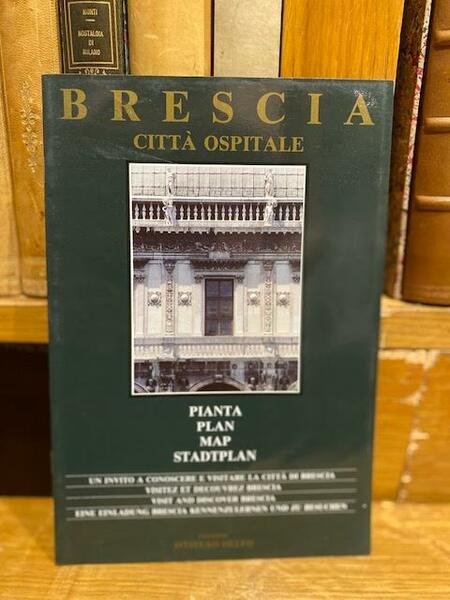 MONTI
NOSTALGIA
DI
MILANO
BRESCIA
CITTÀ OSPITALE
PIANTA
PLAN
MAP
STADTPLAN
UN INVITO A CONOSCERE E VISITARE LA CITTÀ DI BRESCIA
VISITEZ ET DECOUVREZ BRESCIA
VISIT AND DISCOVER BRESCIA
EINE EINLADUNG BRESCIA KENNENZULERNEN UND ZU BESUCHEN